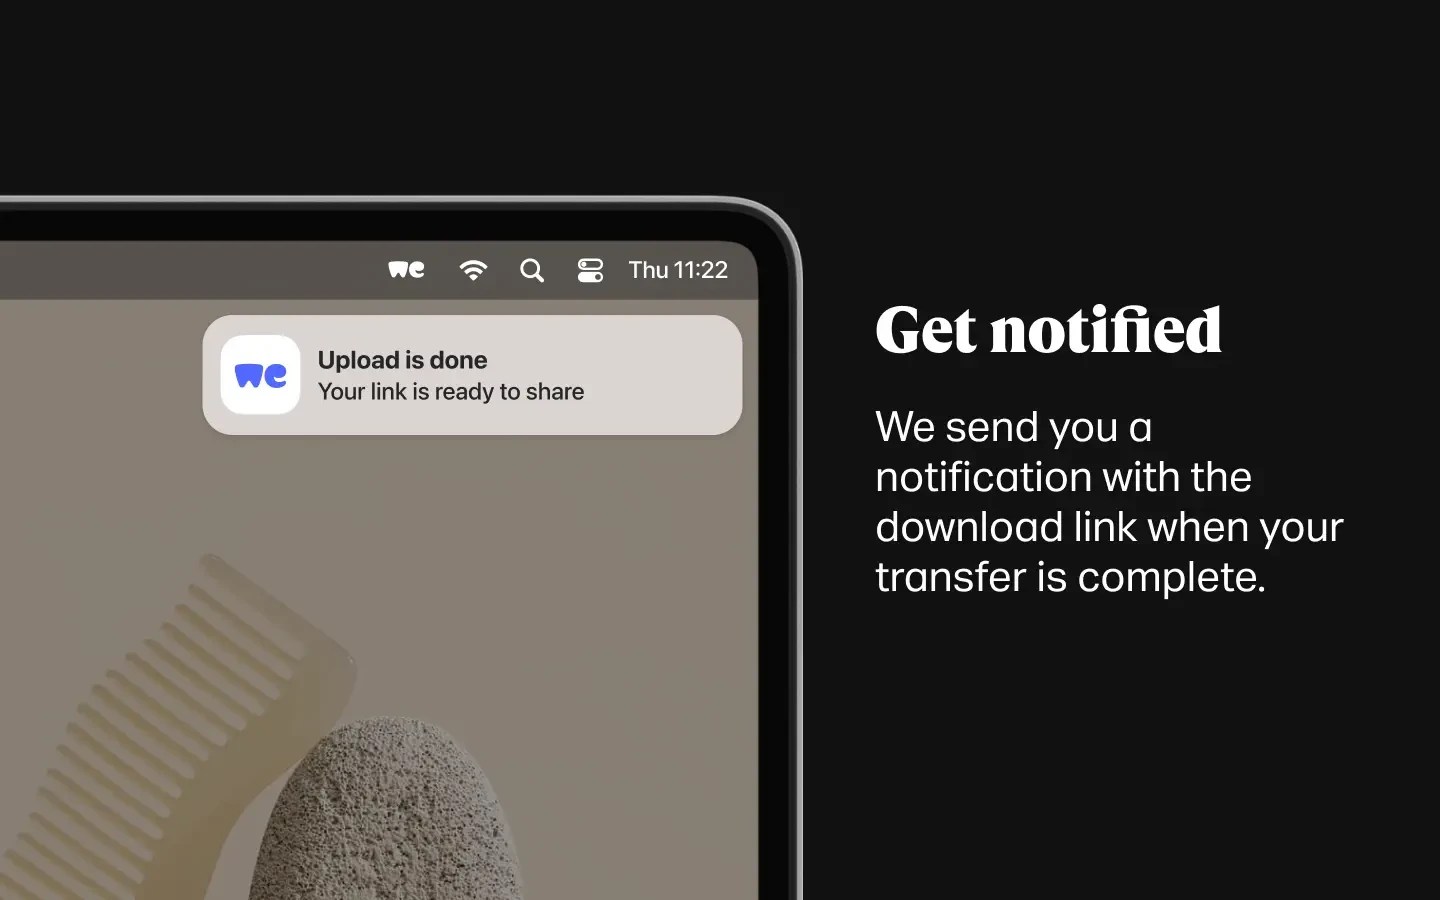 we
Thu 11:22
we
Upload is done
Your link is ready to share
Get notified
We send you a
notification with the
download link when your
transfer is complete.